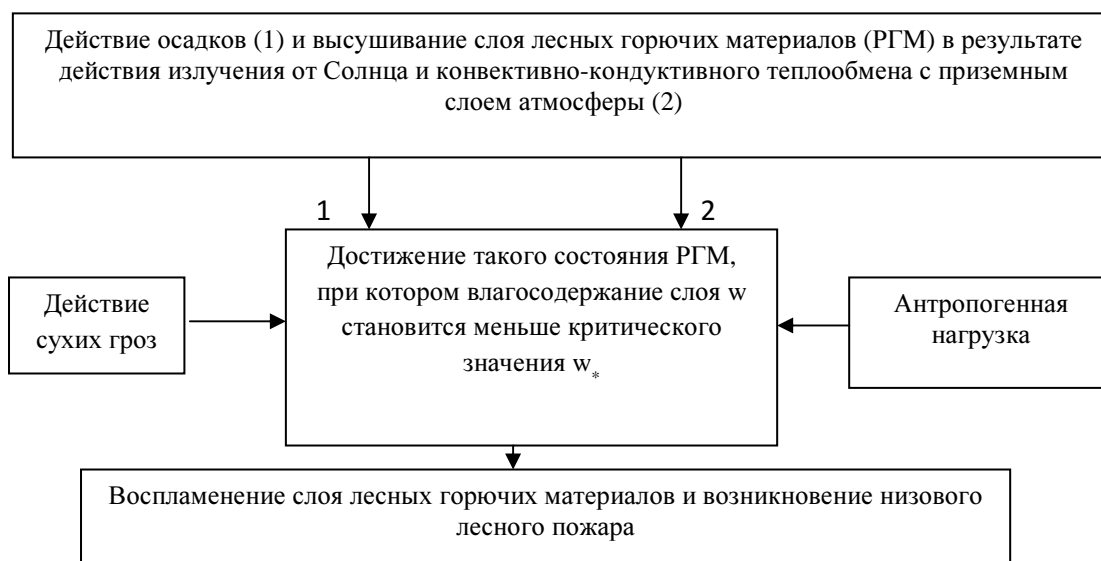 Действие осадков (1) и высушивание слоя лесных горючих материалов (РГМ) в результате
действия излучения от Солнца и конвективно-кондуктивного теплообмена с приземным
слоем атмосферы (2)
1
2
Достижение такого состояния РГМ,
при котором влагосодержание слоя w
становится меньше критического
значения w*
Действие
сухих гроз
Антропогенная
нагрузка
Воспламенение слоя лесных горючих материалов и возникновение низового
лесного пожара